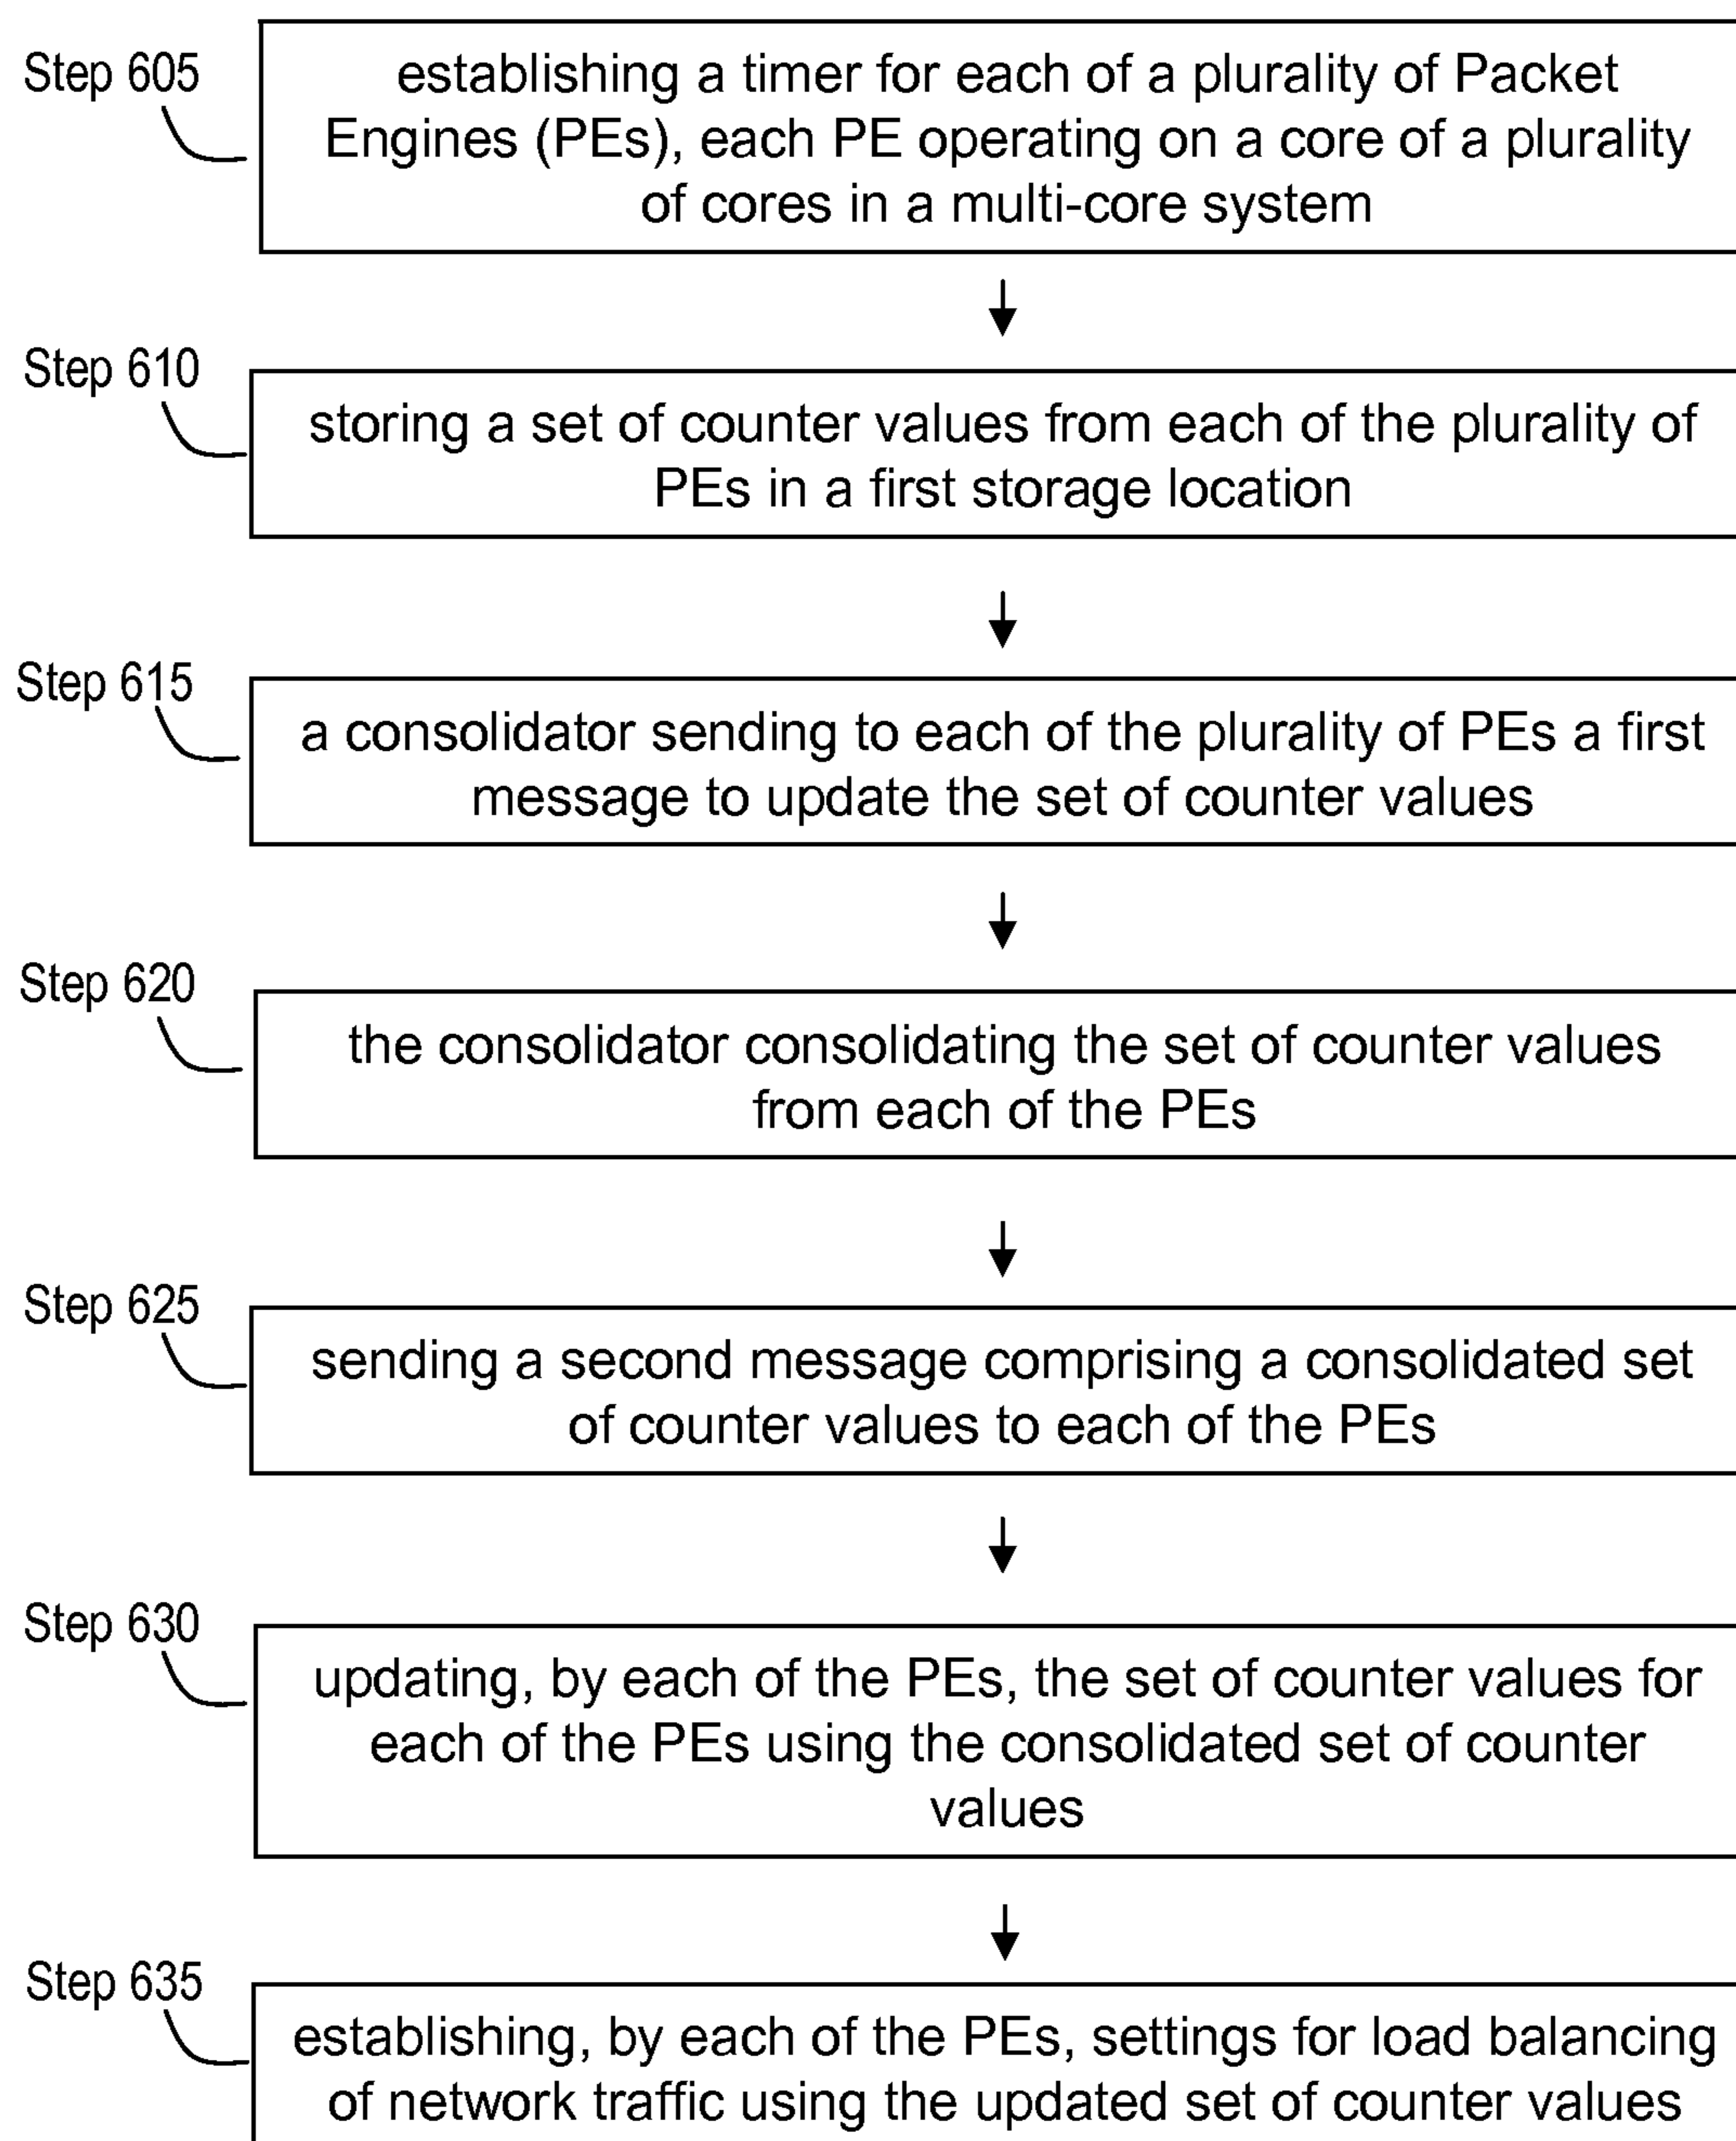 Step 605
establishing a timer for each of a plurality of Packet
Engines (PEs), each PE operating on a core of a plurality
of cores in a multi-core system
Step 610
storing a set of counter values from each of the plurality of
PEs in a first storage location
Step 615
a consolidator sending to each of the plurality of PEs a first
message to update the set of counter values
Step 620
the consolidator consolidating the set of counter values
from each of the PEs
Step 625
sending a second message comprising a consolidated set
of counter values to each of the PEs
Step 630
updating, by each of the PEs, the set of counter values for
each of the PEs using the consolidated set of counter
values
Step 635
establishing, by each of the PEs, settings for load balancing
of network traffic using the updated set of counter values